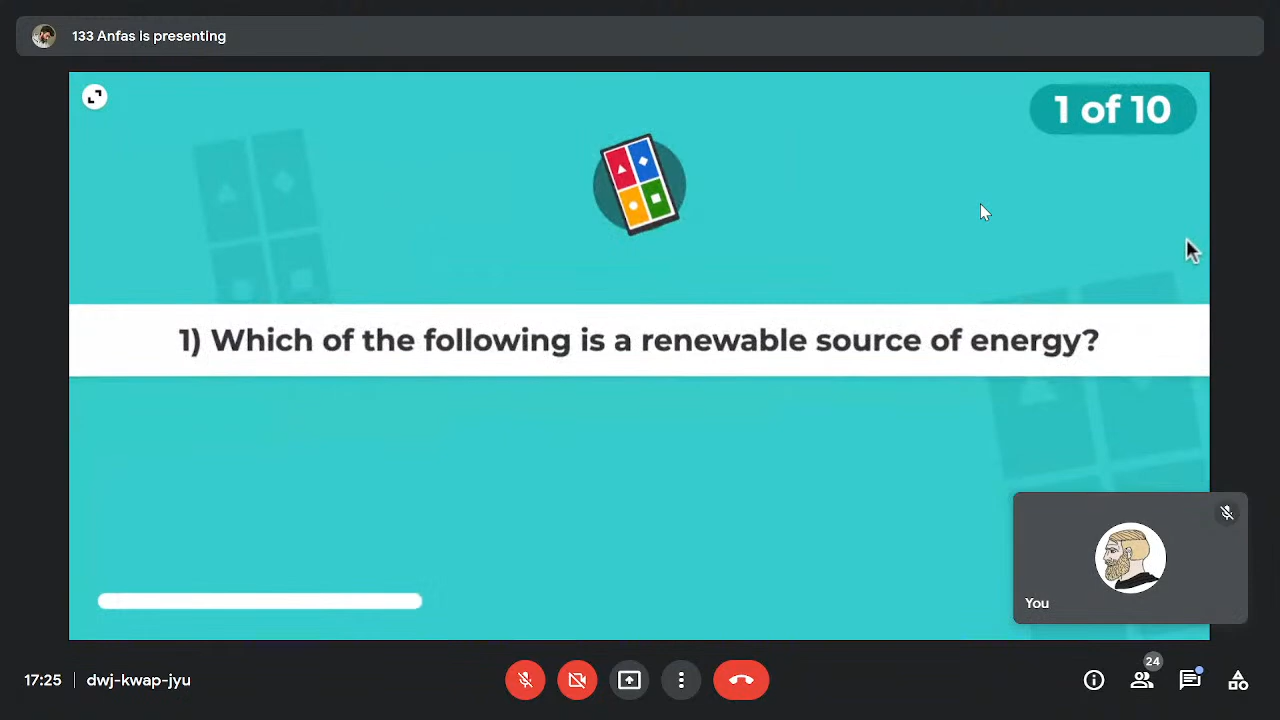 133 Anfas Is presenting
1 of 10
1) Which of the following is a renewable source of energy?
You
24
17:25 | dwj-kwap-jyu